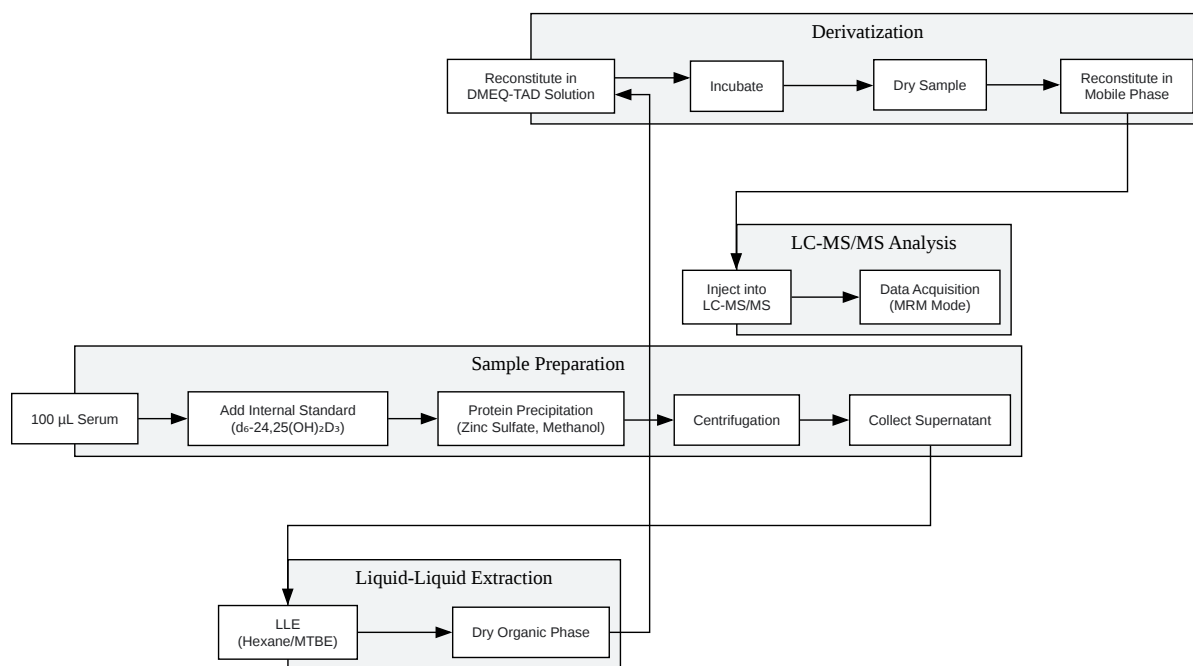 Derivatization
Reconstitute in
DMEQ-TAD Solution
Incubate
Dry Sample
Reconstitute in
Mobile Phase
LC-MS/MS Analysis
Inject into
LC-MS/MS
Data Acquisition
(MRM Mode)
Sample Preparation
100 µL Serum
Add Internal Standard
(d₆-24,25(OH)₂D₃)
Protein Precipitation
(Zinc Sulfate, Methanol)
Centrifugation
Collect Supernatant
Liquid-Liquid Extraction
LLE
(Hexane/MTBE)
Dry Organic Phase